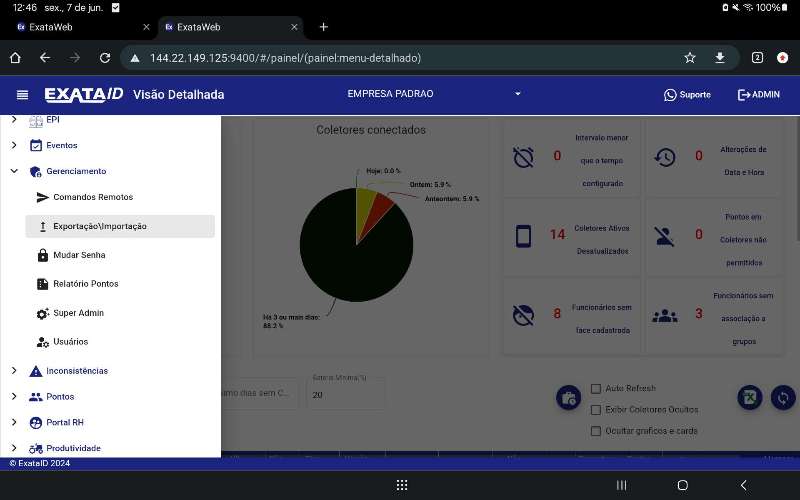 12:46 sex., 7 de jun.
100%
ExataWeb
ExataWeb
144.22.149.125:9400/#/painel/(painel:menu-detalhado)
2
EXATAID Visão Detalhada
EMPRESA PADRAO
Suporte
ADMIN
EPI
Eventos
Gerenciamento
Comandos Remotos
Exportação\Importação
Mudar Senha
Relatório Pontos
Super Admin
Usuários
Inconsistências
Pontos
Portal RH
Produtividade
Coletores conectados
Hoje: 0.0 %
Ontem: 5.9 %
Anteontem: 5.9 %
Há 3 ou mais dias:
88.2 %
0
Intervalo menor
que o tempo
configurado
0
Alterações de
Data e Hora
14
Coletores Ativos
Desatualizados
0
Pontos em
Coletores não
permitidos
8
Funcionários sem
face cadastrada
3
Funcionários sem
associação a
grupos
dias sem C...
Bateria Mínima(%)
20
Auto Refresh
Exibir Coletores Ocultos
Ocultar graficos e cards
© ExataID 2024